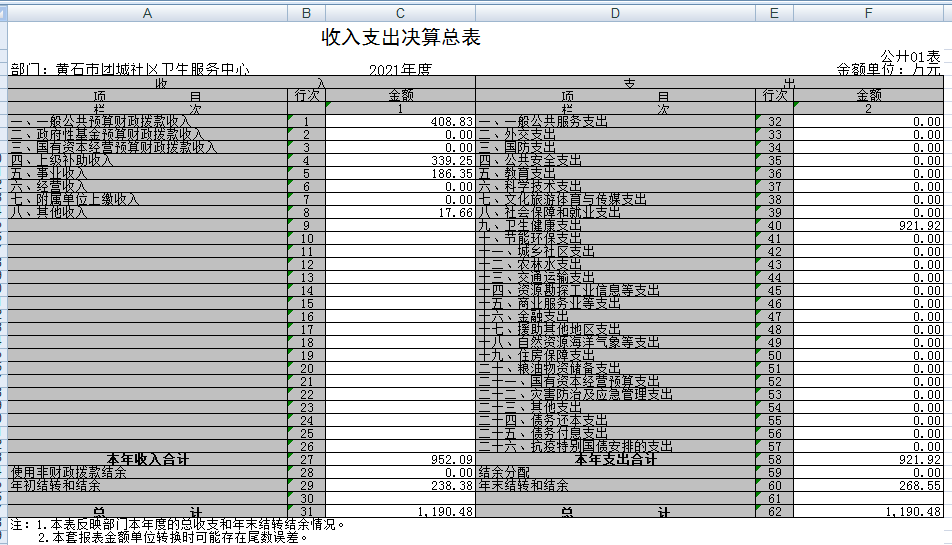 A B C D E F
收入支出决算总表
公开01表
部门：黄石市团城社区卫生服务中心 2021年度 金额单位：万元
收 入 支 出
项 目 行次 金额 项 目 行次 金额
栏 次 1 栏 次 2
一、一般公共预算财政拨款收入 1 408.83 一、一般公共服务支出 32 0.00
二、政府性基金预算财政拨款收入 2 0.00 二、外交支出 33 0.00
三、国有资本经营预算财政拨款收入 3 0.00 三、国防支出 34 0.00
四、上级补助收入 4 339.25 四、公共安全支出 35 0.00
五、事业收入 5 186.35 五、教育支出 36 0.00
六、经营收入 6 0.00 六、科学技术支出 37 0.00
七、附属单位上缴收入 7 0.00 七、文化旅游体育与传媒支出 38 0.00
八、其他收入 8 17.66 八、社会保障和就业支出 39 0.00
9 九、卫生健康支出 40 921.92
10 十、节能环保支出 41 0.00
11 十一、城乡社区支出 42 0.00
12 十二、农林水支出 43 0.00
13 十三、交通运输支出 44 0.00
14 十四、资源勘探工业信息等支出 45 0.00
15 十五、商业服务业等支出 46 0.00
16 十六、金融支出 47 0.00
17 十七、援助其他地区支出 48 0.00
18 十八、自然资源海洋气象等支出 49 0.00
19 十九、住房保障支出 50 0.00
20 二十、粮油物资储备支出 51 0.00
21 二十一、国有资本经营预算支出 52 0.00
22 二十二、灾害防治及应急管理支出 53 0.00
23 二十三、其他支出 54 0.00
24 二十四、债务还本支出 55 0.00
25 二十五、债务付息支出 56 0.00
26 二十六、抗疫特别国债安排的支出 57 0.00
本年收入合计 27 952.09 本年支出合计 58 921.92
使用非财政拨款结余 28 0.00 结余分配 59 0.00
年初结转和结余 29 238.38 年末结转和结余 60 268.55
30 61
总 计 31 1,190.48 总 计 62 1,190.48
注：1.本表反映部门本年度的总收支和年末结转结余情况。
2.本套报表金额单位转换时可能存在尾数误差。